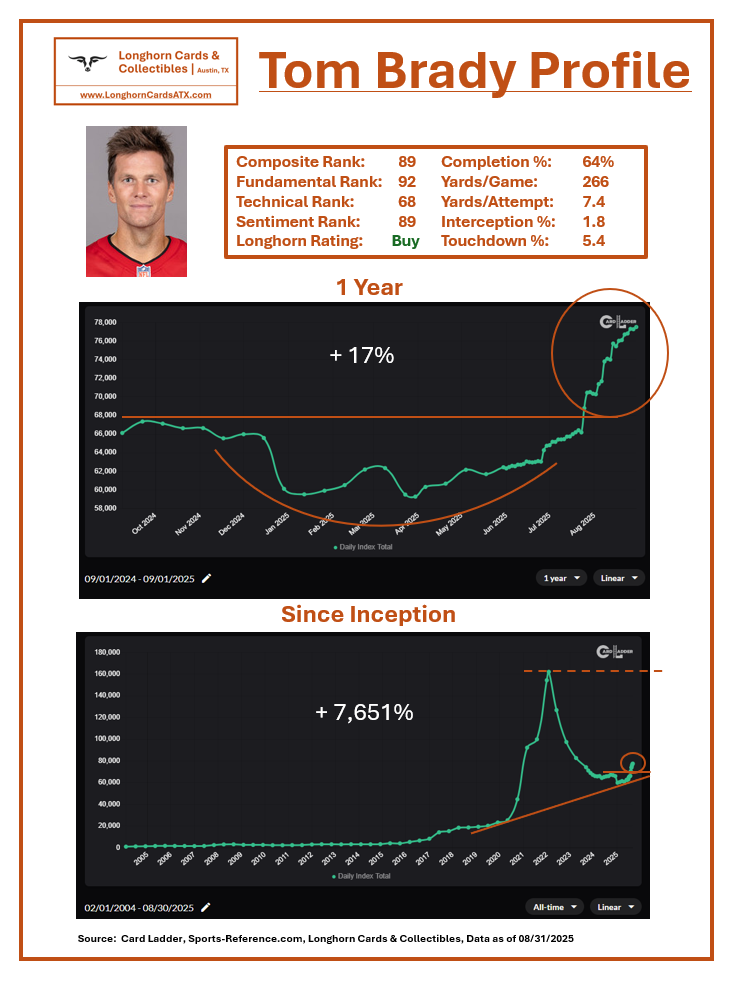 Longhorn Cards &
Collectibles | Austin, TX
www.LonghornCardsATX.com
Tom Brady Profile
Composite Rank: 89 Completion %: 64%
Fundamental Rank: 92 Yards/Game: 266
Technical Rank: 68 Yards/Attempt: 7.4
Sentiment Rank: 89 Interception %: 1.8
Longhorn Rating: Buy Touchdown %: 5.4
NFL
1 Year
CARD LADDER
+ 17%
78,000
76,000
74,000
72,000
70,000
68,000
66,000
64,000
62,000
60,000
58,000
Oct 2024 Nov 2024 Dec 2024 Jan 2025 Feb 2025 Mar 2025 Apr 2025 May 2025 Jun 2025 Jul 2025 Aug 2025
Daily Index Total
09/01/2024 - 09/01/2025 1 year Linear
Since Inception
CARD LADDER
+ 7,651%
180,000
160,000
140,000
120,000
100,000
80,000
60,000
40,000
20,000
0
2005 2006 2007 2008 2009 2010 2011 2012 2013 2014 2015 2016 2017 2018 2019 2020 2021 2022 2023 2024 2025
Daily Index Total
02/01/2004 - 08/30/2025 All-time Linear
Source: Card Ladder, Sports-Reference.com, Longhorn Cards & Collectibles, Data as of 08/31/2025